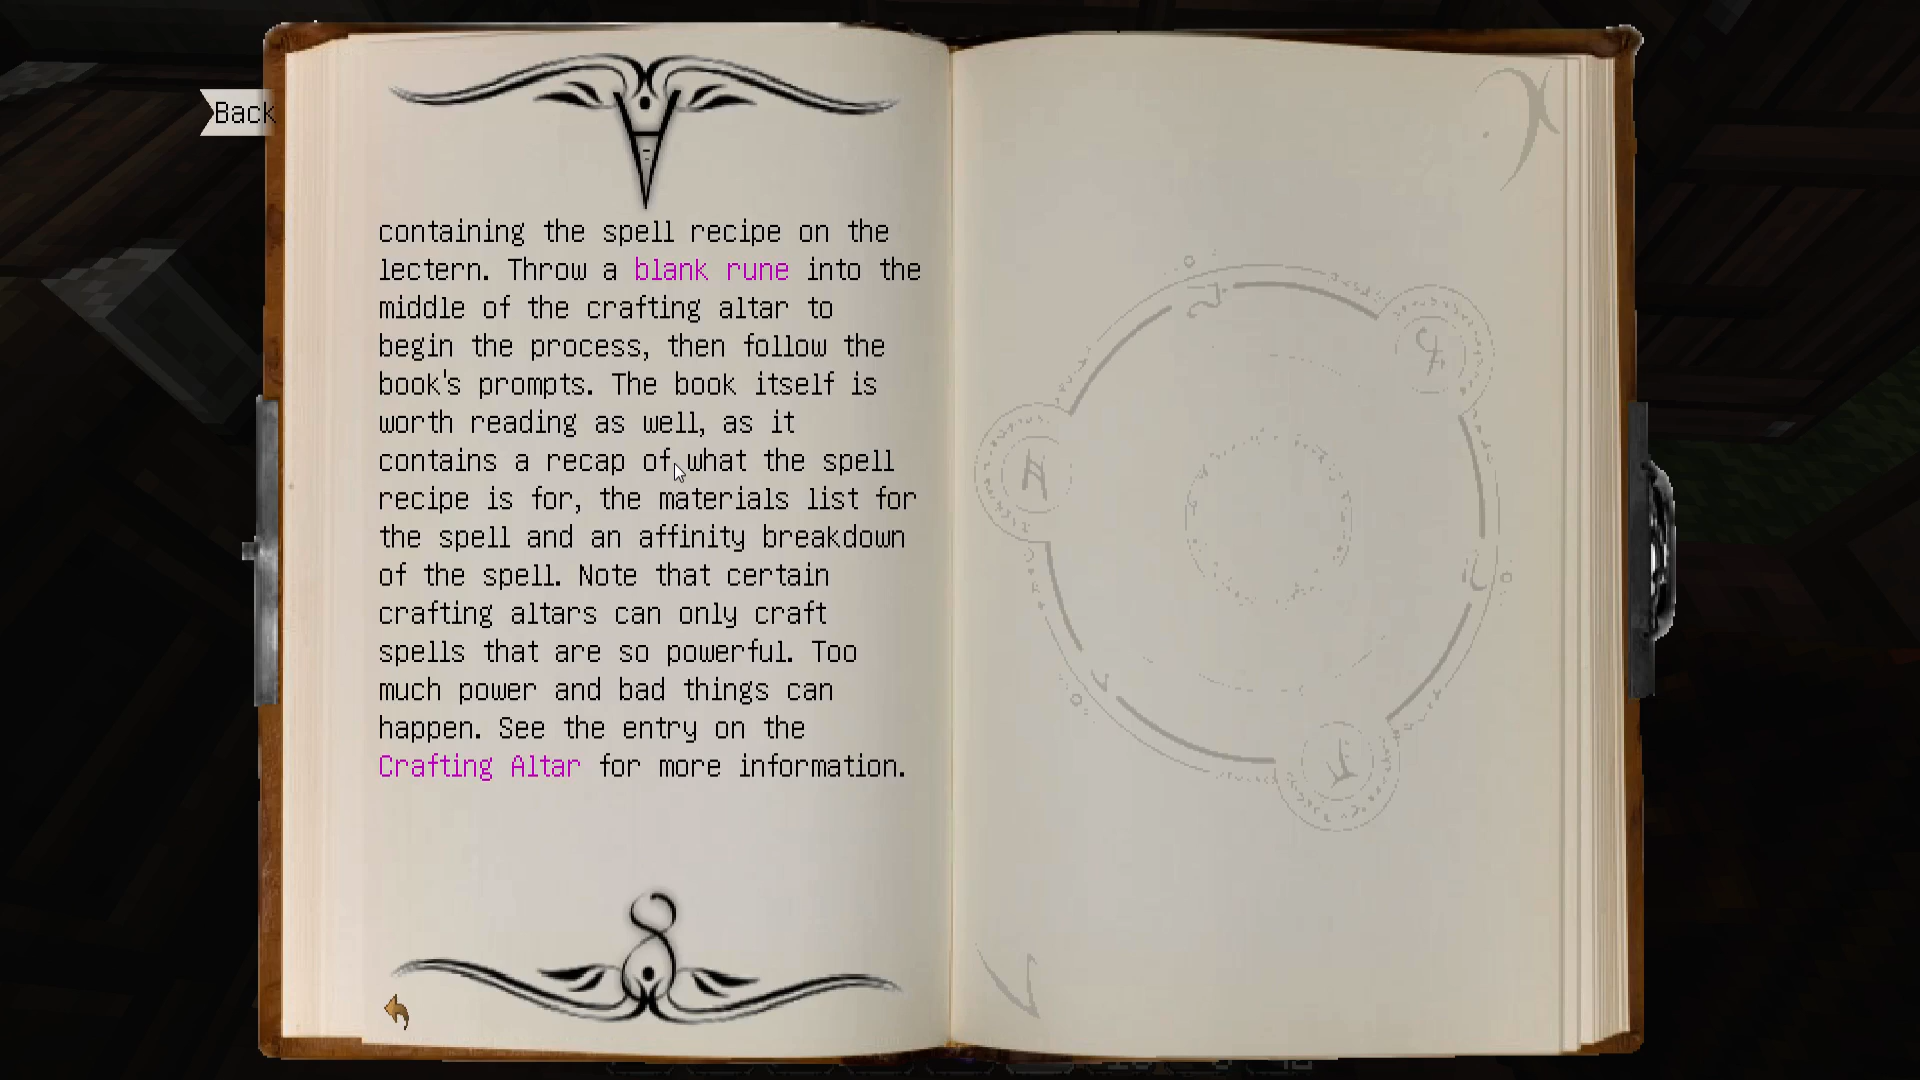 Back
containing the spell recipe on the
lectern. Throw a blank rune into the
middle of the crafting altar to
begin the process, then follow the
book's prompts. The book itself is
worth reading as well, as it
contains a recap of what the spell
recipe is for, the materials list for
the spell and an affinity breakdown
of the spell. Note that certain
crafting altars can only craft
spells that are so powerful. Too
much power and bad things can
happen. See the entry on the
Crafting Altar for more information.